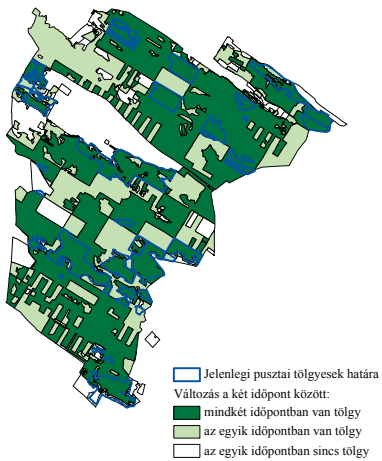 Jelenlegi pusztai tölgyesek határa
Változás a két időpont között:
mindkét időpontban van tölgy
az egyik időpontban van tölgy
az egyik időpontban sincs tölgy